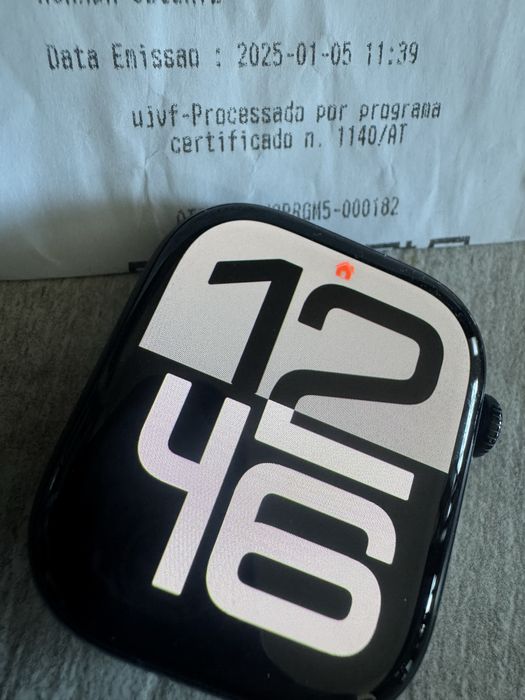 Data Emissao : 2025-01-05 11:39
ujvf-Processado por programa
certificado n. 1140/AT
12
46